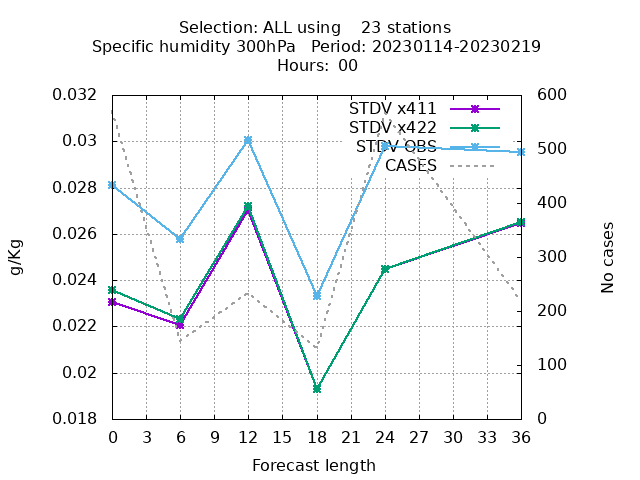 Selection: ALL using    23 stations
Specific humidity 300hPa   Period: 20230114-20230219
Hours:  00
STDV x411
STDV x422
STDV OBS
CASES
g/Kg
0.032
0.03
0.028
0.026
0.024
0.022
0.02
0.018
600
500
400
300
200
100
0
No cases
0 3 6 9 12 15 18 21 24 27 30 33 36
Forecast length